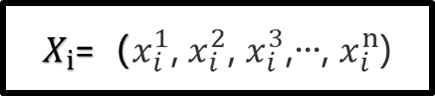 Xᵢ= (xᵢ¹, xᵢ², xᵢ³,⋯, xᵢⁿ)